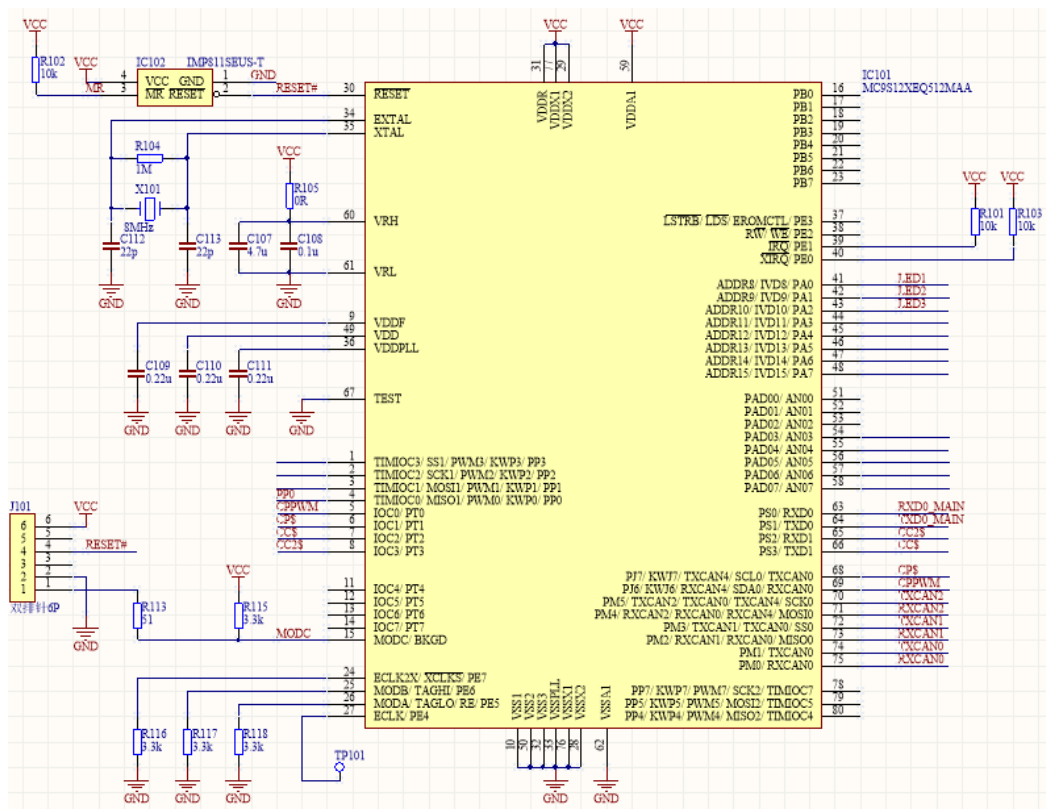 VCC
VCC
VCC
R102
10k
VCC
IC102
IMP811SEUS-T
4
3
MR
VCC GND
MR RESET
1
2
GND
RESET#
31
77
29
59
VDDR
VDDX1
VDDX2
VDDA1
IC101
MC9S12XEQ512MAA
30
RESET
34
EXTAL
35
XTAL
R104
1M
X101
8MHz
C112
22p
C113
22p
GND
GND
VCC
R105
0R
C107
4.7u
C108
0.1u
GND
60
VRH
61
VRL
9
VDDF
49
VDD
36
VDDPLL
C109
0.22u
C110
0.22u
C111
0.22u
GND
GND
GND
67
TEST
GND
1
TIMIOC3/ SS1/ PWM3/ KWP3/ PP3
2
TIMIOC2/ SCK1/ PWM2/ KWP2/ PP2
3
TIMIOC1/ MOSI1/ PWM1/ KWP1/ PP1
PP0
4
TIMIOC0/ MISO1/ PWM0/ KWP0/ PP0
CPPWM
5
IOC0/ PT0
CP$
6
IOC1/ PT1
CC$
7
IOC2/ PT2
CC2$
8
IOC3/ PT3
11
IOC4/ PT4
12
IOC5/ PT5
13
IOC6/ PT6
14
IOC7/ PT7
MODC
15
MODC/ BKGD
J101
6
5
4
3
2
1
6
5
4
3
2
1
双排针6P
VCC
RESET#
GND
R113
51
VCC
R115
3.3k
24
ECLK2X/ XCLKS/ PE7
25
MODB/ TAGHI/ PE6
26
MODA/ TAGLO/ RE/ PE5
27
ECLK/ PE4
R116
3.3k
R117
3.3k
R118
3.3k
GND
GND
GND
TP101
VSS1
VSS2
VSS3
VSSPLL
VSSX1
VSSX2
VSSA1
10
50
32
33
76
28
62
GND
GND
PB0
16
PB1
17
PB2
18
PB3
19
PB4
20
PB5
21
PB6
22
PB7
23
VCC
VCC
R101
10k
R103
10k
LSTRB/ LDS/ EROMCTL/ PE3
37
RW/ WE/ PE2
38
IRQ/ PE1
39
XIRQ/ PE0
40
ADDR8/ IVD8/ PA0
41
LED1
ADDR9/ IVD9/ PA1
42
LED2
ADDR10/ IVD10/ PA2
43
LED3
ADDR11/ IVD11/ PA3
44
ADDR12/ IVD12/ PA4
45
ADDR13/ IVD13/ PA5
46
ADDR14/ IVD14/ PA6
47
ADDR15/ IVD15/ PA7
48
PAD00/ AN00
51
PAD01/ AN01
52
PAD02/ AN02
53
PAD03/ AN03
54
PAD04/ AN04
55
PAD05/ AN05
56
PAD06/ AN06
57
PAD07/ AN07
58
PS0/ RXD0
63
RXD0_MAIN
PS1/ TXD0
64
TXD0_MAIN
PS2/ RXD1
65
CC2$
PS3/ TXD1
66
CC$
PJ7/ KWJ7/ TXCAN4/ SCL0/ TXCAN0
68
CP$
PJ6/ KWJ6/ RXCAN4/ SDA0/ RXCAN0
69
CPPWM
PM5/ TXCAN2/ TXCAN0/ TXCAN4/ SCK0
70
TXCAN2
PM4/ RXCAN2/ RXCAN0/ RXCAN4/ MOSI0
71
RXCAN2
PM3/ TXCAN1/ TXCAN0/ SS0
72
TXCAN1
PM2/ RXCAN1/ RXCAN0/ MISO0
73
RXCAN1
PM1/ TXCAN0
74
TXCAN0
PM0/ RXCAN0
75
RXCAN0
PP7/ KWP7/ PWM7/ SCK2/ TIMIOC7
78
PP5/ KWP5/ PWM5/ MOSI2/ TIMIOC5
79
PP4/ KWP4/ PWM4/ MISO2/ TIMIOC4
80